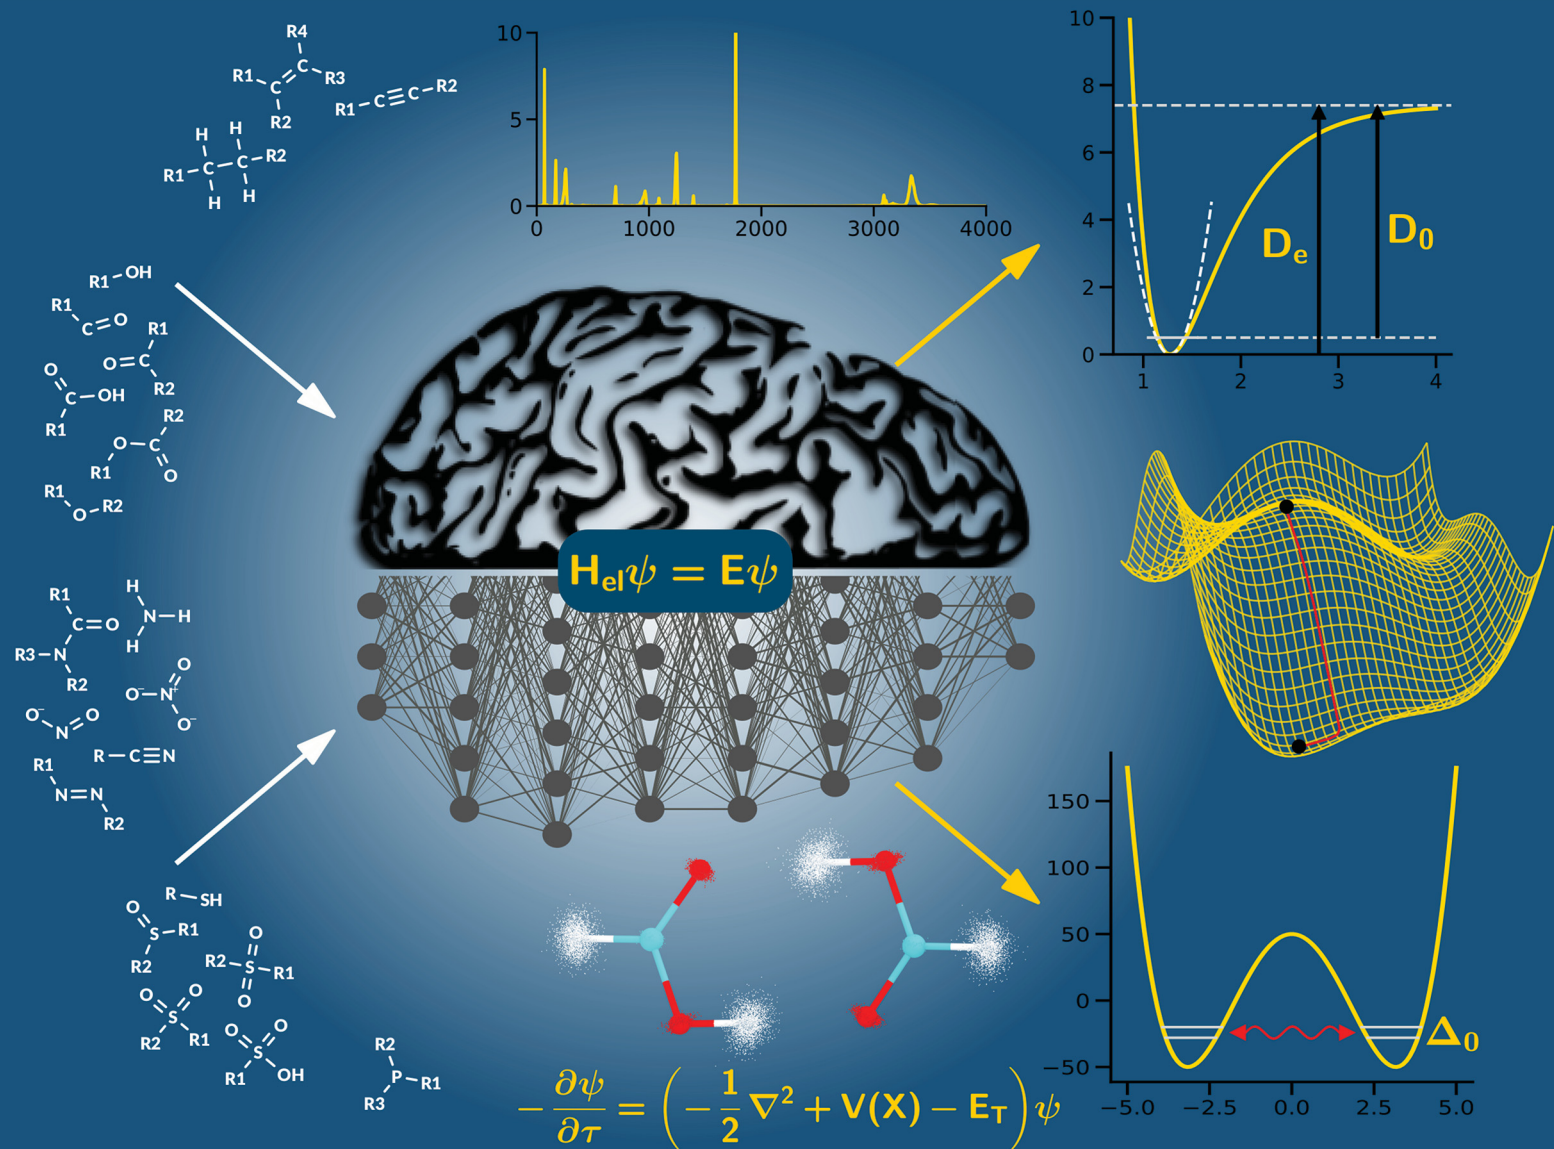 R4
R1 C C R3
R2
R1 C C R2
H H
R1 C C R2
H H
10
5
0
0 1000 2000 3000 4000
10
8
6
4
2
0
1 2 3 4
De
D0
R1 OH
R1
C O
R1
O C
R2
O
C OH
R1
R2
O C
R1 O
R1
O R2
Helψ = Eψ
R1
C O
R3 N
R2
H
N H
H
O
O⁻ N⁺
O⁻
O⁻ O
N
R C N
R1
N N
R2
R SH
O
S R1
R2
O
R2 S R1
O
O O
S
R2 R1
O O
S
R1 OH
R2
P R1
R3
150
100
50
0
−50
−5.0 −2.5 0.0 2.5 5.0
Δ0
−∂ψ/∂τ = (−1/2 ∇² + V(X) − ET)ψ